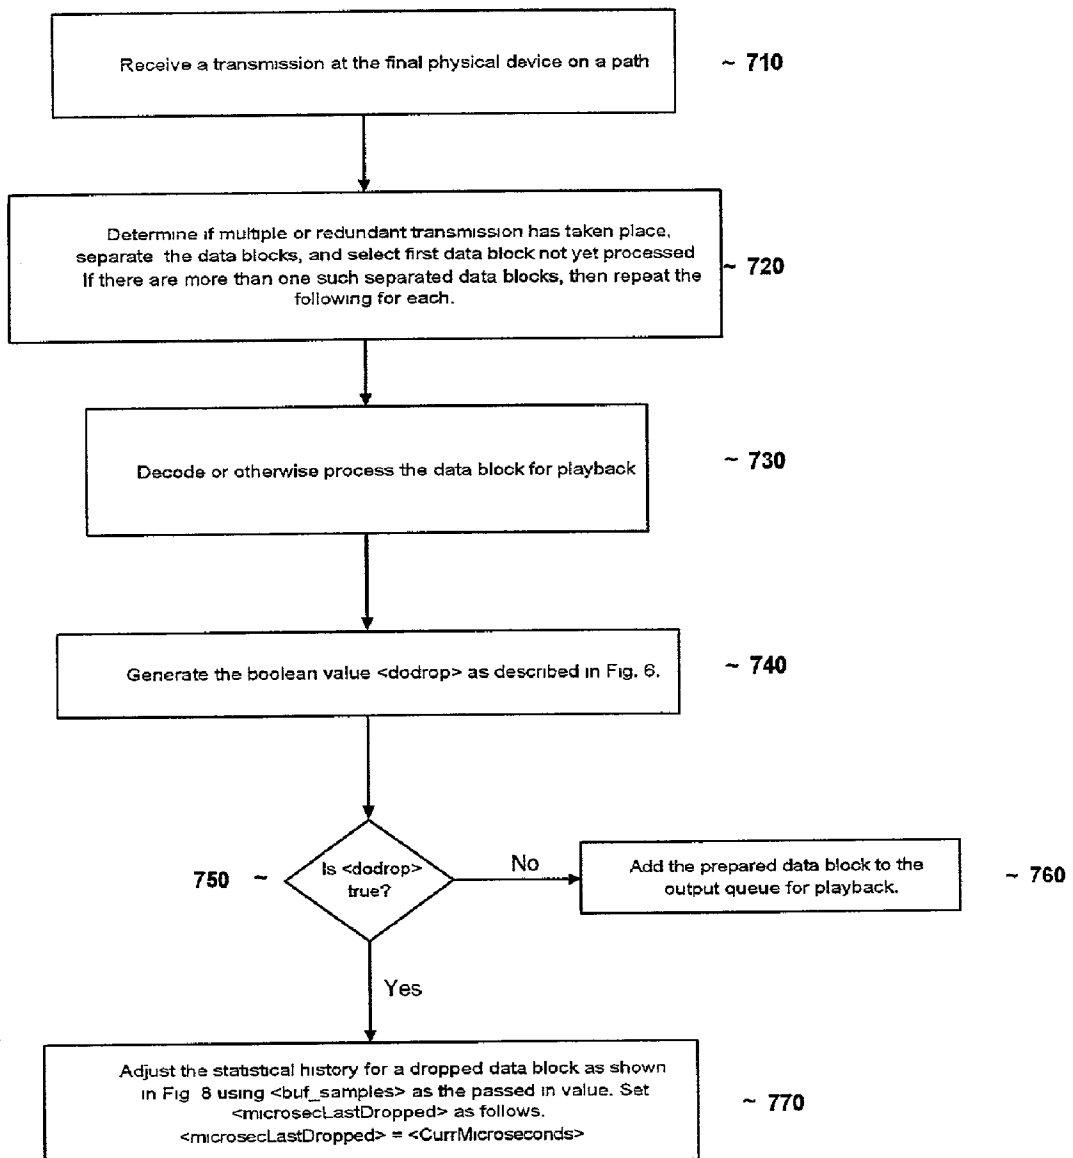 Receive a transmission at the final physical device on a path
~ 710
Determine if multiple or redundant transmission has taken place,
separate the data blocks, and select first data block not yet processed
If there are more than one such separated data blocks, then repeat the
following for each.
~ 720
Decode or otherwise process the data block for playback
~ 730
Generate the boolean value <dodrop> as described in Fig. 6.
~ 740
750 ~
Is <dodrop>
true?
No
Add the prepared data block to the
output queue for playback.
~ 760
Yes
Adjust the statistical history for a dropped data block as shown
in Fig 8 using <buf_samples> as the passed in value. Set
<microsecLastDropped> as follows.
<microsecLastDropped> = <CurrMicroseconds>
~ 770